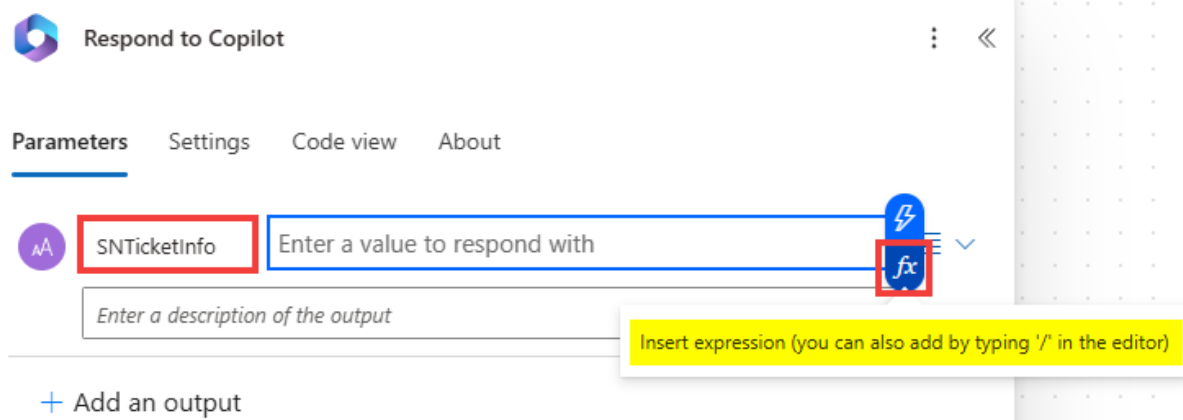 Respond to Copilot
Parameters Settings Code view About
AA SNTicketInfo Enter a value to respond with
fx
Enter a description of the output
Insert expression (you can also add by typing '/' in the editor)
+ Add an output